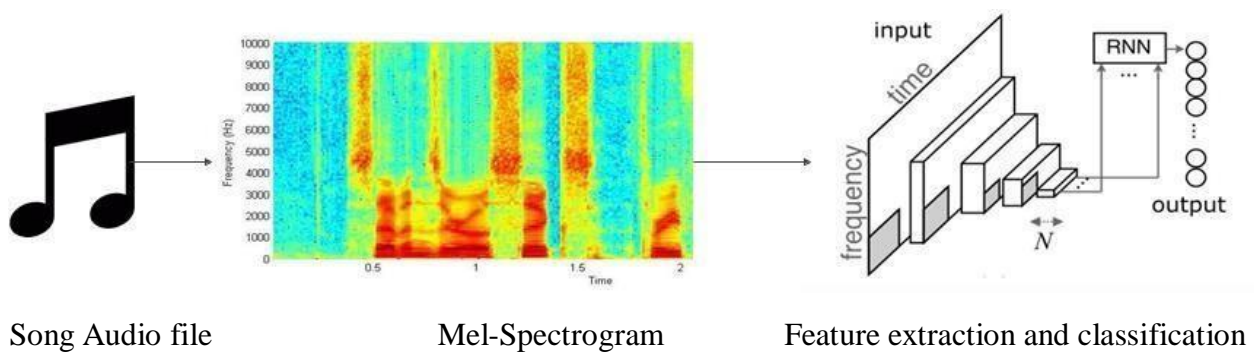 input
time
frequency
N
RNN
...
output
10000
9000
8000
7000
6000
5000
4000
3000
2000
1000
0
Frequency (Hz)
0.5
1
1.5
2
Time
Song Audio file
Mel-Spectrogram
Feature extraction and classification